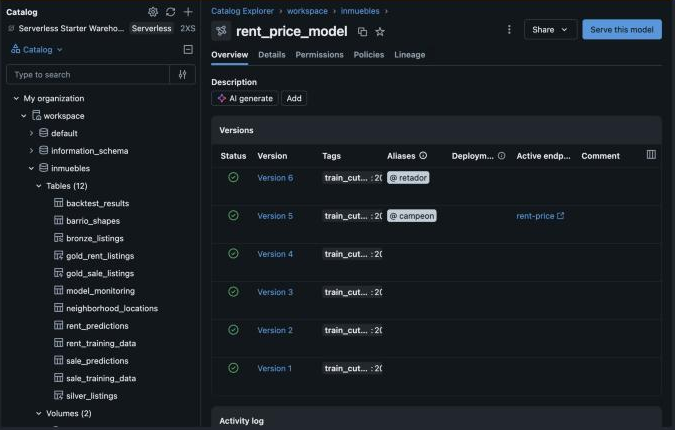 Catalog
Serverless Starter Wareho... Serverless 2XS
Catalog
Type to search
My organization
workspace
default
information_schema
inmuebles
Tables (12)
backtest_results
barrio_shapes
bronze_listings
gold_rent_listings
gold_sale_listings
model_monitoring
neighborhood_locations
rent_predictions
rent_training_data
sale_predictions
sale_training_data
silver_listings
Volumes (2)
Catalog Explorer > workspace > inmuebles >
rent_price_model
Share
Serve this model
Overview Details Permissions Policies Lineage
Description
AI generate Add
Versions
Status Version Tags Aliases Deploym... Active endp... Comment
Version 6 train_cut... : 20 @ retador
Version 5 train_cut... : 20 @ campeon rent-price
Version 4 train_cut... : 20
Version 3 train_cut... : 20
Version 2 train_cut... : 20
Version 1 train_cut... : 20
Activity log